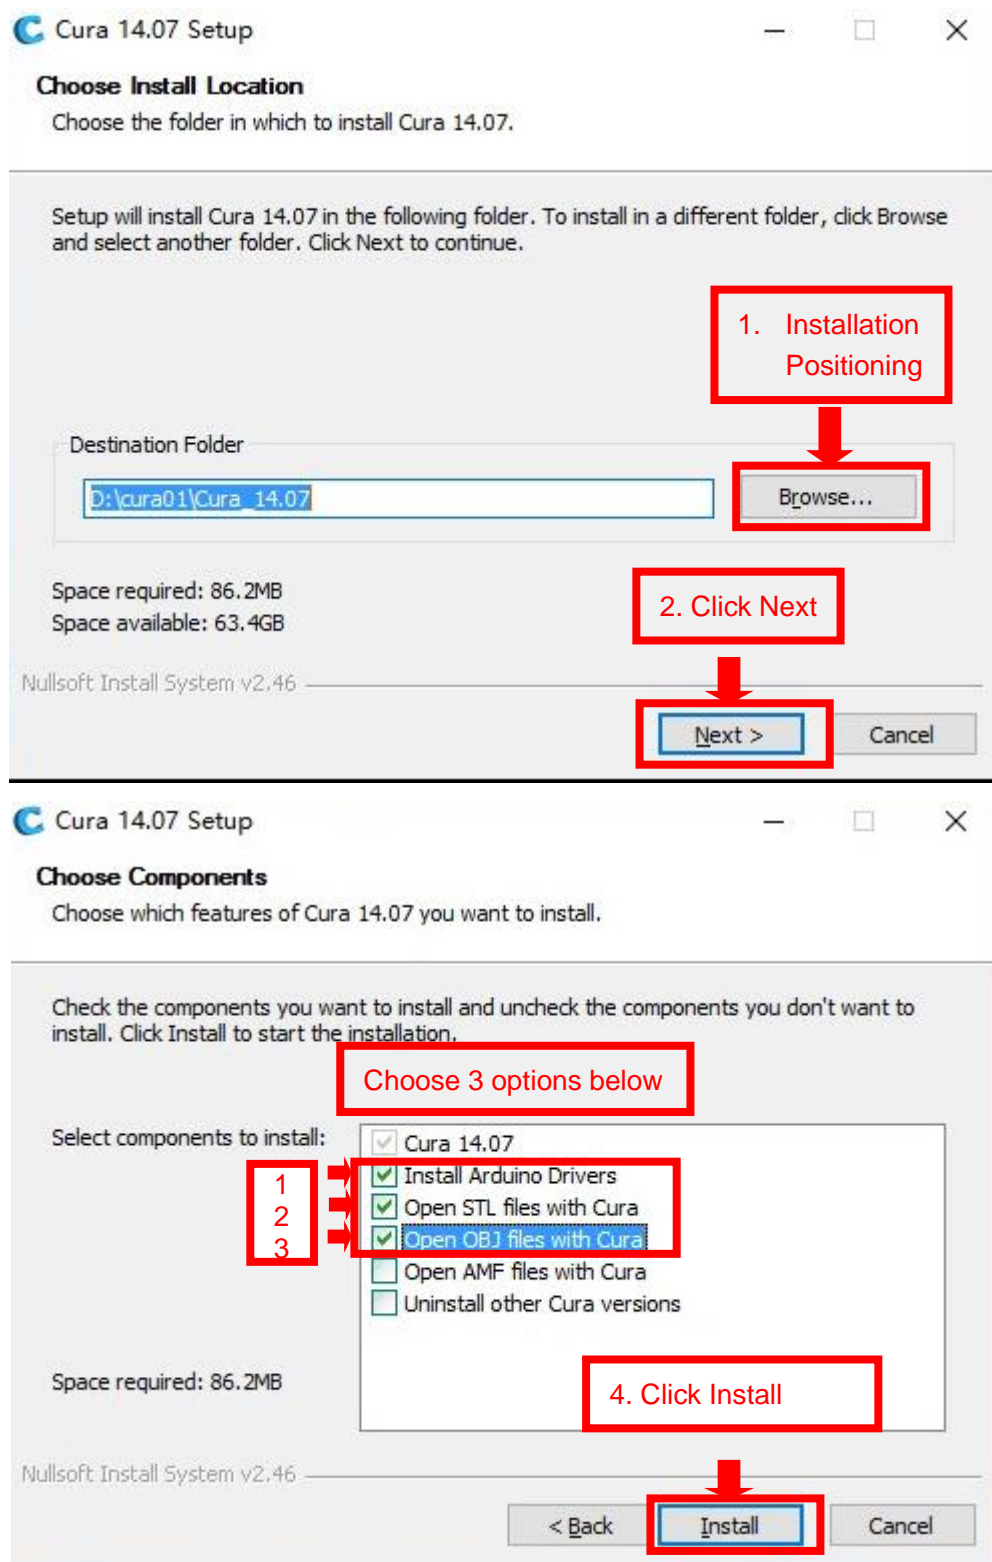 Cura 14.07 Setup
Choose Install Location
Choose the folder in which to install Cura 14.07.
Setup will install Cura 14.07 in the following folder. To install in a different folder, click Browse
and select another folder. Click Next to continue.
1. Installation
Positioning
Destination Folder
D:\cura01\Cura_14.07
Browse...
Space required: 86.2MB
Space available: 63.4GB
2. Click Next
Nullsoft Install System v2.46
Next >
Cancel
Cura 14.07 Setup
Choose Components
Choose which features of Cura 14.07 you want to install.
Check the components you want to install and uncheck the components you don't want to
install. Click Install to start the installation.
Choose 3 options below
Select components to install:
Cura 14.07
1
Install Arduino Drivers
2
Open STL files with Cura
3
Open OBJ files with Cura
Open AMF files with Cura
Uninstall other Cura versions
Space required: 86.2MB
4. Click Install
Nullsoft Install System v2.46
< Back
Install
Cancel